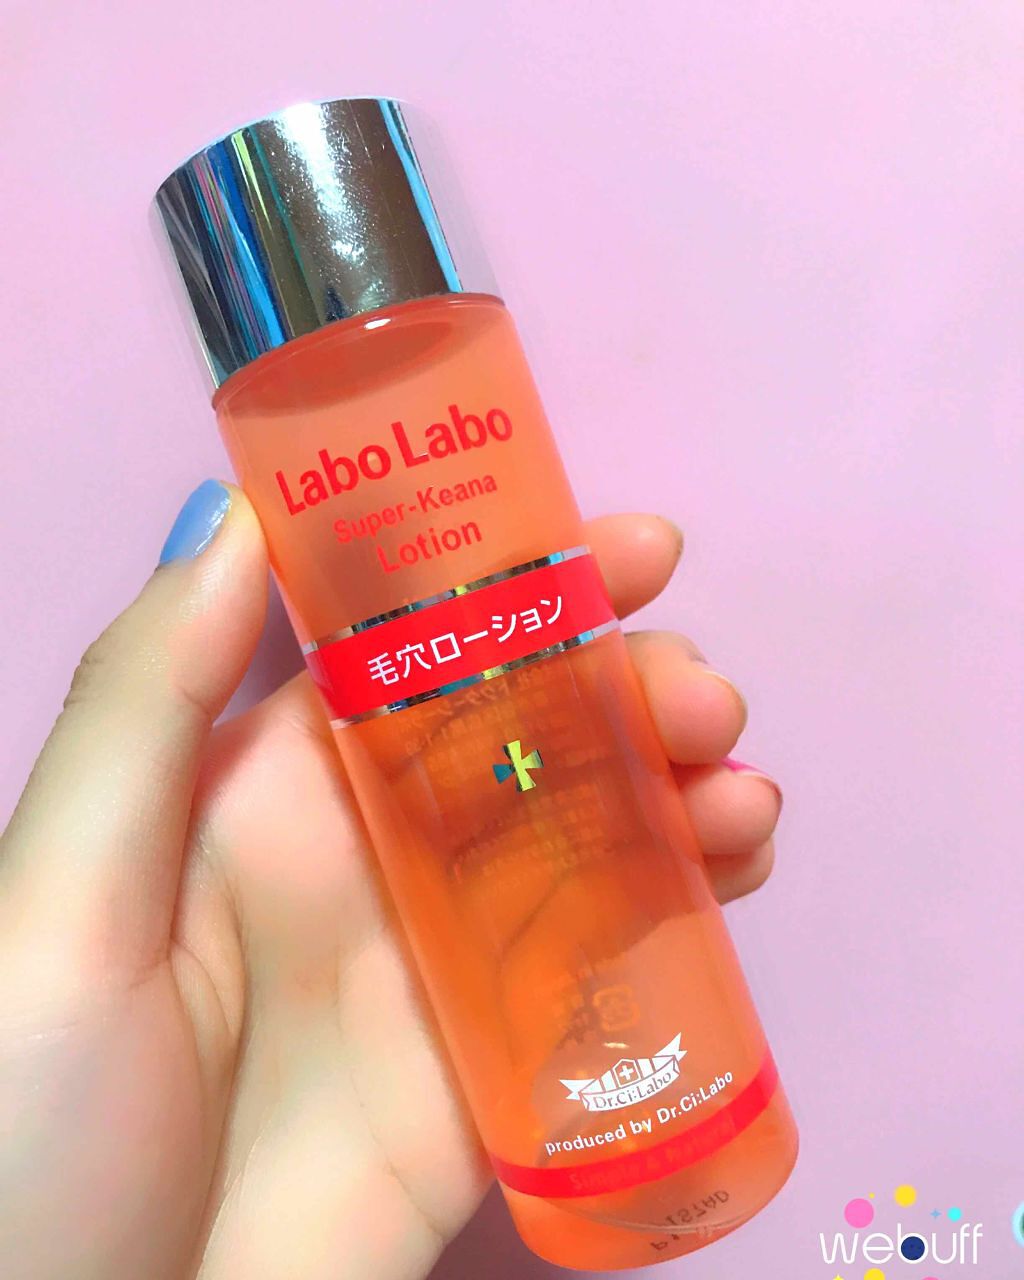 Labo Labo
Super-Keana
Lotion
毛穴ローション
Dr.Ci:Labo
produced by Dr.Ci:Labo
webuff